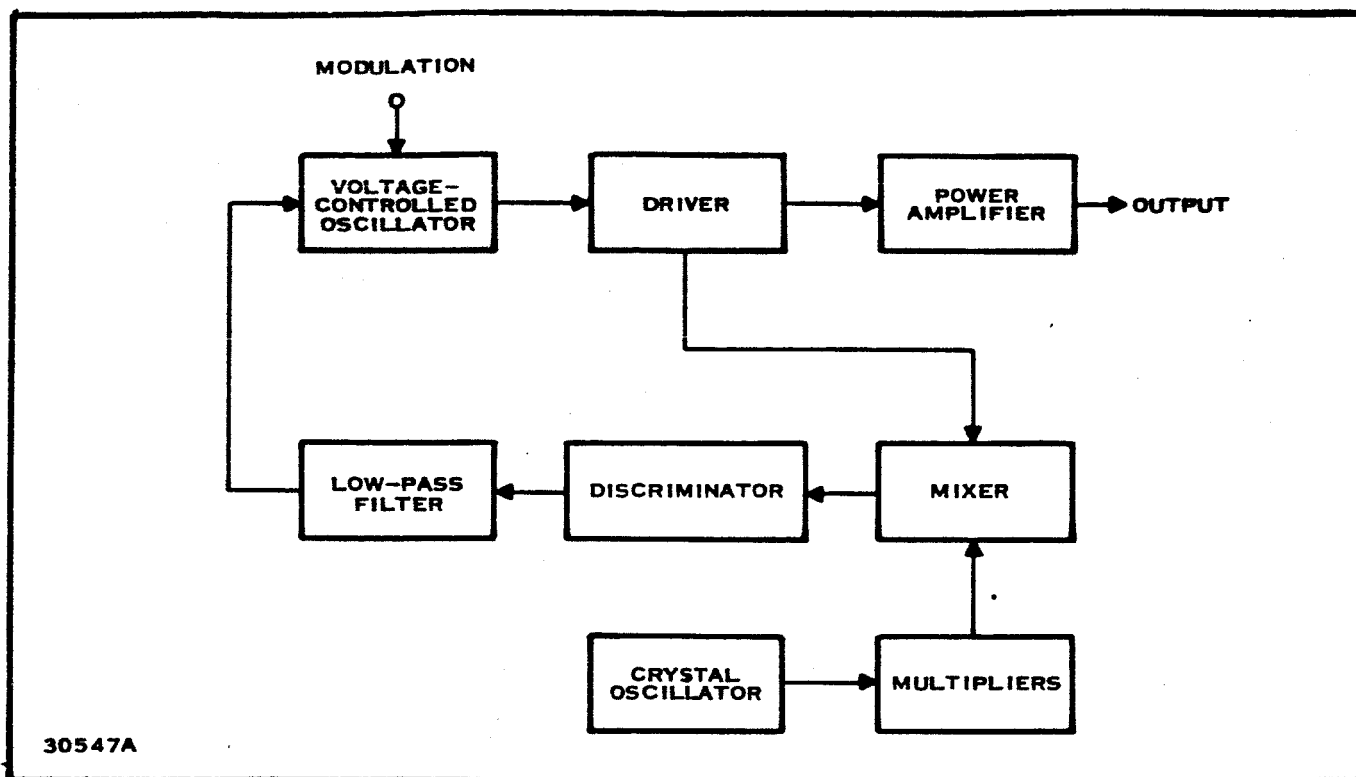 MODULATION
VOLTAGE-
CONTROLLED
OSCILLATOR
DRIVER
POWER
AMPLIFIER
OUTPUT
LOW-PASS
FILTER
DISCRIMINATOR
MIXER
CRYSTAL
OSCILLATOR
MULTIPLIERS
30547A